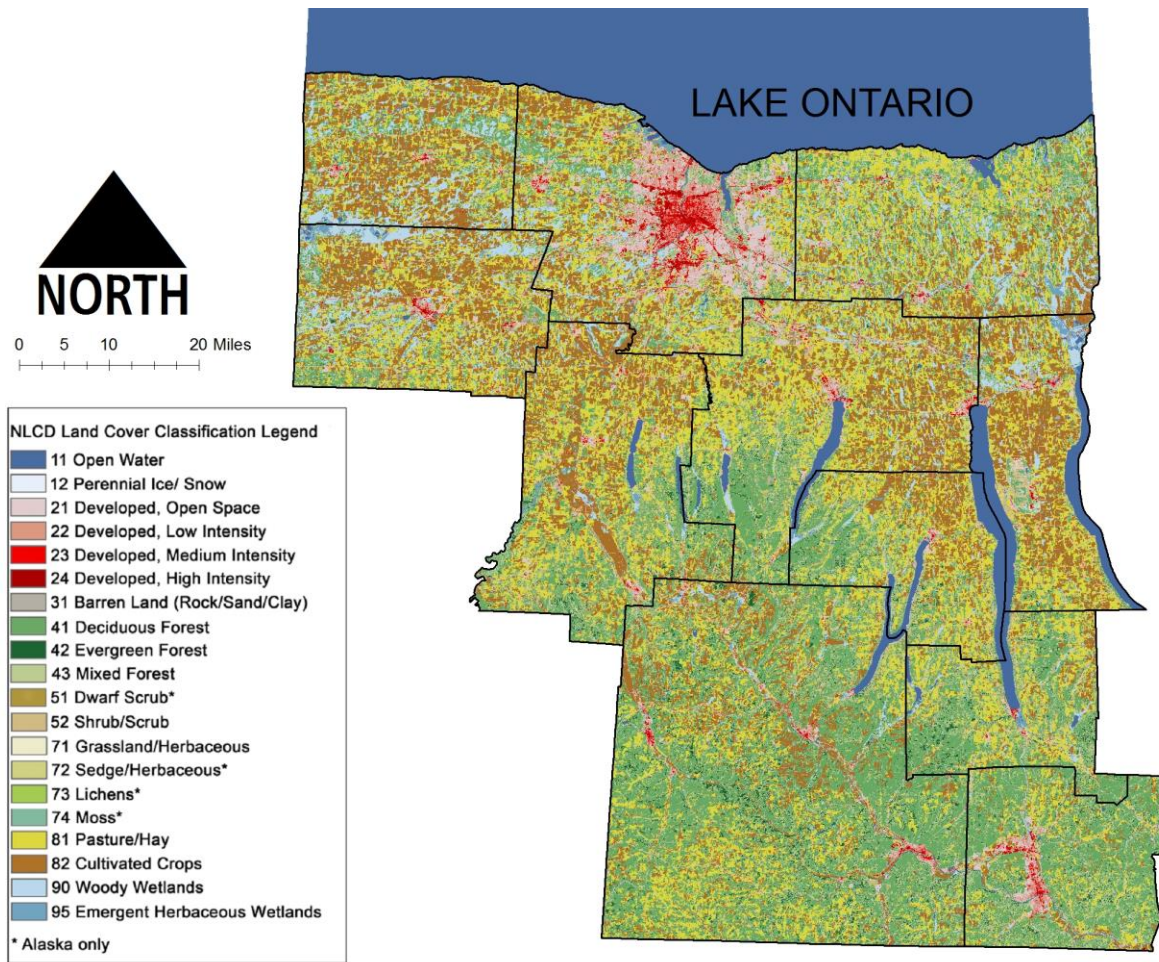 LAKE ONTARIO
NORTH
0 5 10 20 Miles
NLCD Land Cover Classification Legend
11 Open Water
12 Perennial Ice/ Snow
21 Developed, Open Space
22 Developed, Low Intensity
23 Developed, Medium Intensity
24 Developed, High Intensity
31 Barren Land (Rock/Sand/Clay)
41 Deciduous Forest
42 Evergreen Forest
43 Mixed Forest
51 Dwarf Scrub*
52 Shrub/Scrub
71 Grassland/Herbaceous
72 Sedge/Herbaceous*
73 Lichens*
74 Moss*
81 Pasture/Hay
82 Cultivated Crops
90 Woody Wetlands
95 Emergent Herbaceous Wetlands
* Alaska only